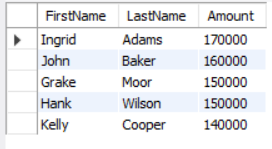 FirstName LastName Amount
Ingrid Adams 170000
John Baker 160000
Grake Moor 150000
Hank Wilson 150000
Kelly Cooper 140000